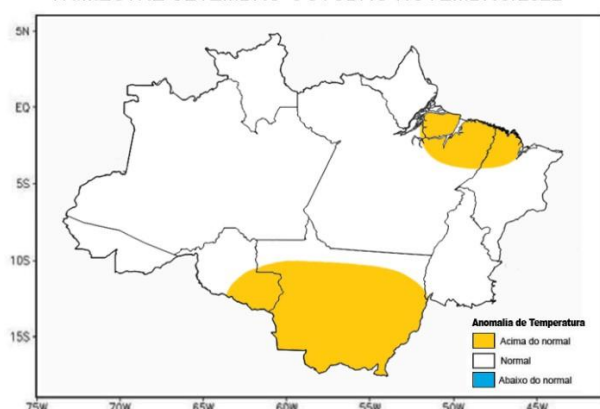 5N
EQ
5S
10S
15S
75W
70W
65W
60W
55W
50W
45W
Anomalia de Temperatura
Acima do normal
Normal
Abaixo do normal